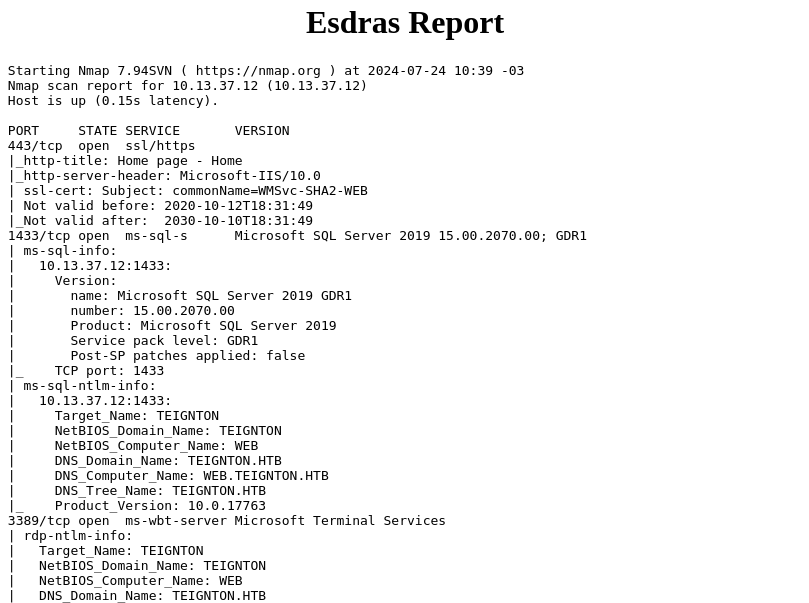 Esdras Report
Starting Nmap 7.94SVN ( https://nmap.org ) at 2024-07-24 10:39 -03
Nmap scan report for 10.13.37.12 (10.13.37.12)
Host is up (0.15s latency).
PORT     STATE SERVICE       VERSION
443/tcp  open  ssl/https
|_http-title: Home page - Home
|_http-server-header: Microsoft-IIS/10.0
| ssl-cert: Subject: commonName=WMSvc-SHA2-WEB
| Not valid before: 2020-10-12T18:31:49
|_Not valid after:  2030-10-10T18:31:49
1433/tcp open  ms-sql-s      Microsoft SQL Server 2019 15.00.2070.00; GDR1
| ms-sql-info:
|   10.13.37.12:1433:
|     Version:
|       name: Microsoft SQL Server 2019 GDR1
|       number: 15.00.2070.00
|       Product: Microsoft SQL Server 2019
|       Service pack level: GDR1
|       Post-SP patches applied: false
|_    TCP port: 1433
| ms-sql-ntlm-info:
|   10.13.37.12:1433:
|     Target_Name: TEIGNTON
|     NetBIOS_Domain_Name: TEIGNTON
|     NetBIOS_Computer_Name: WEB
|     DNS_Domain_Name: TEIGNTON.HTB
|     DNS_Computer_Name: WEB.TEIGNTON.HTB
|     DNS_Tree_Name: TEIGNTON.HTB
|_    Product_Version: 10.0.17763
3389/tcp open  ms-wbt-server Microsoft Terminal Services
| rdp-ntlm-info:
|   Target_Name: TEIGNTON
|   NetBIOS_Domain_Name: TEIGNTON
|   NetBIOS_Computer_Name: WEB
|   DNS_Domain_Name: TEIGNTON.HTB